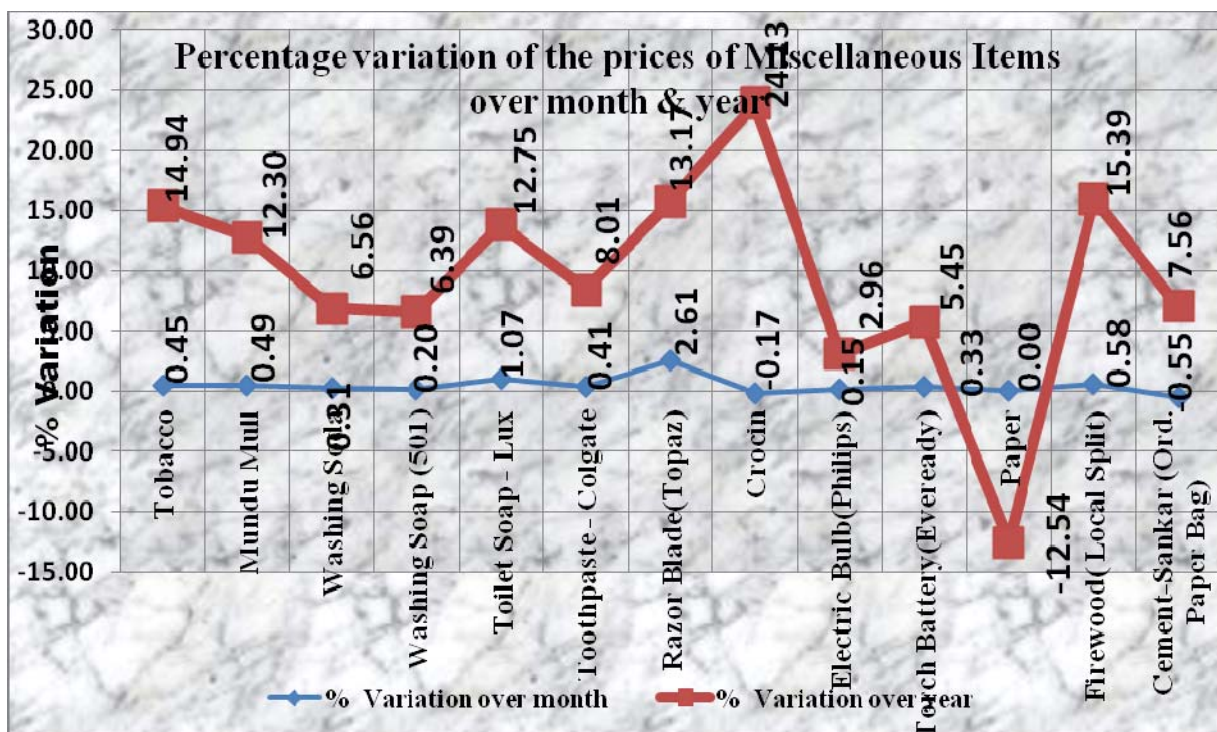 Percentage variation of the prices of Miscellaneous Items
over month & year
% Variation
30.00
25.00
20.00
15.00
10.00
5.00
0.00
-5.00
-10.00
-15.00
14.94
12.30
6.56
6.39
12.75
8.01
13.17
2.96
5.45
-12.54
15.39
7.56
0.45
0.49
0.31
0.20
1.07
0.41
2.61
-0.17
0.15
0.33
0.00
0.58
-0.55
Tobacco
Mundu Mull
Washing Soda
Washing Soap (501)
Toilet Soap - Lux
Toothpaste - Colgate
Razor Blade(Topaz)
Crocin
Electric Bulb(Philips)
Torch Battery(Eveready)
Paper
Firewood( Local Split)
Cement-Sankar (Ord.
Paper Bag)
% Variation over month
% Variation over year